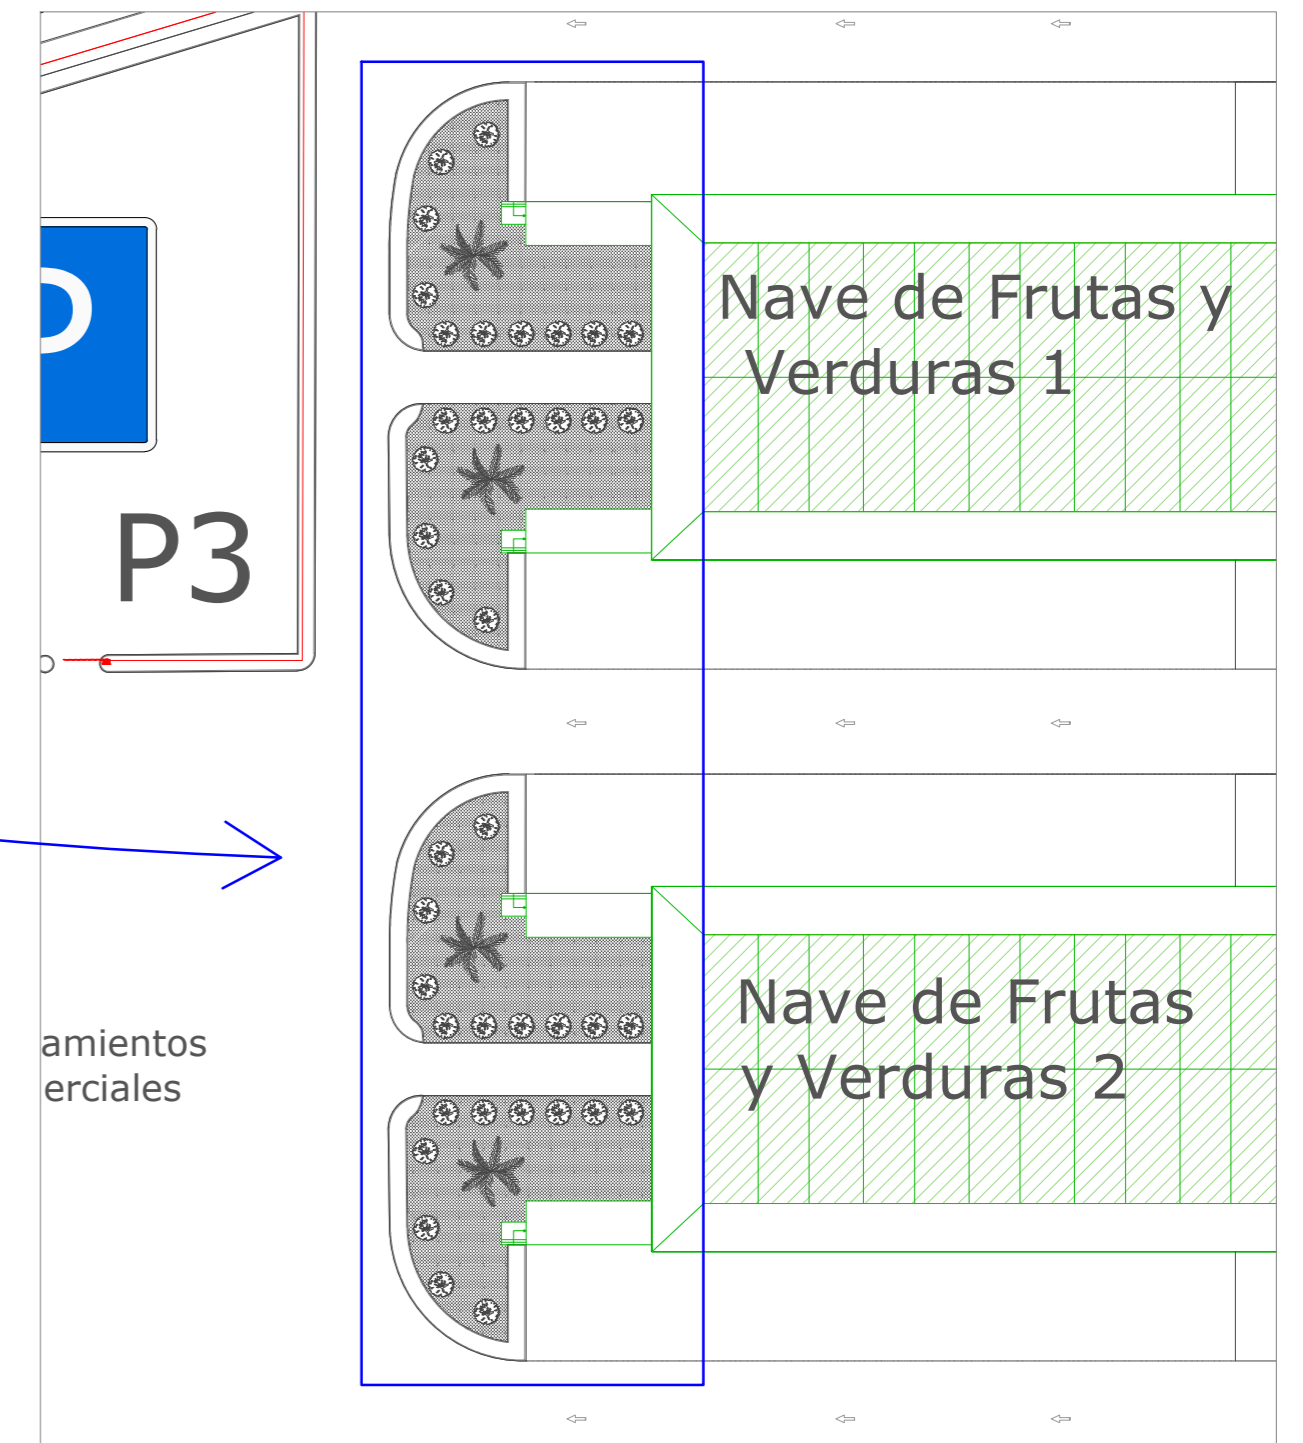 P
Nave de Frutas y
Verduras 1
P3
Nave de Frutas
y Verduras 2
amientos
erciales